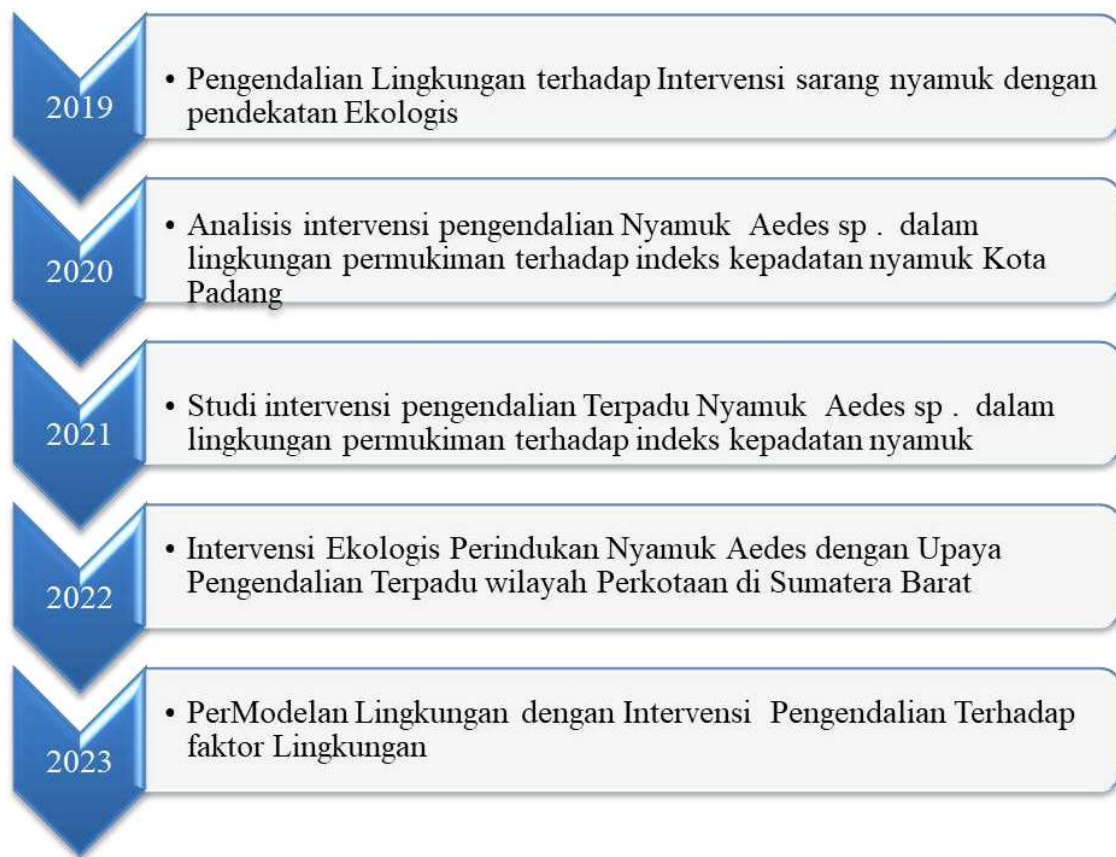 2019
• Pengendalian Lingkungan terhadap Intervensi sarang nyamuk dengan
pendekatan Ekologis
2020
• Analisis intervensi pengendalian Nyamuk Aedes sp . dalam
lingkungan permukiman terhadap indeks kepadatan nyamuk Kota
Padang
2021
• Studi intervensi pengendalian Terpadu Nyamuk Aedes sp . dalam
lingkungan permukiman terhadap indeks kepadatan nyamuk
2022
• Intervensi Ekologis Perindukan Nyamuk Aedes dengan Upaya
Pengendalian Terpadu wilayah Perkotaan di Sumatera Barat
2023
• PerModelan Lingkungan dengan Intervensi Pengendalian Terhadap
faktor Lingkungan